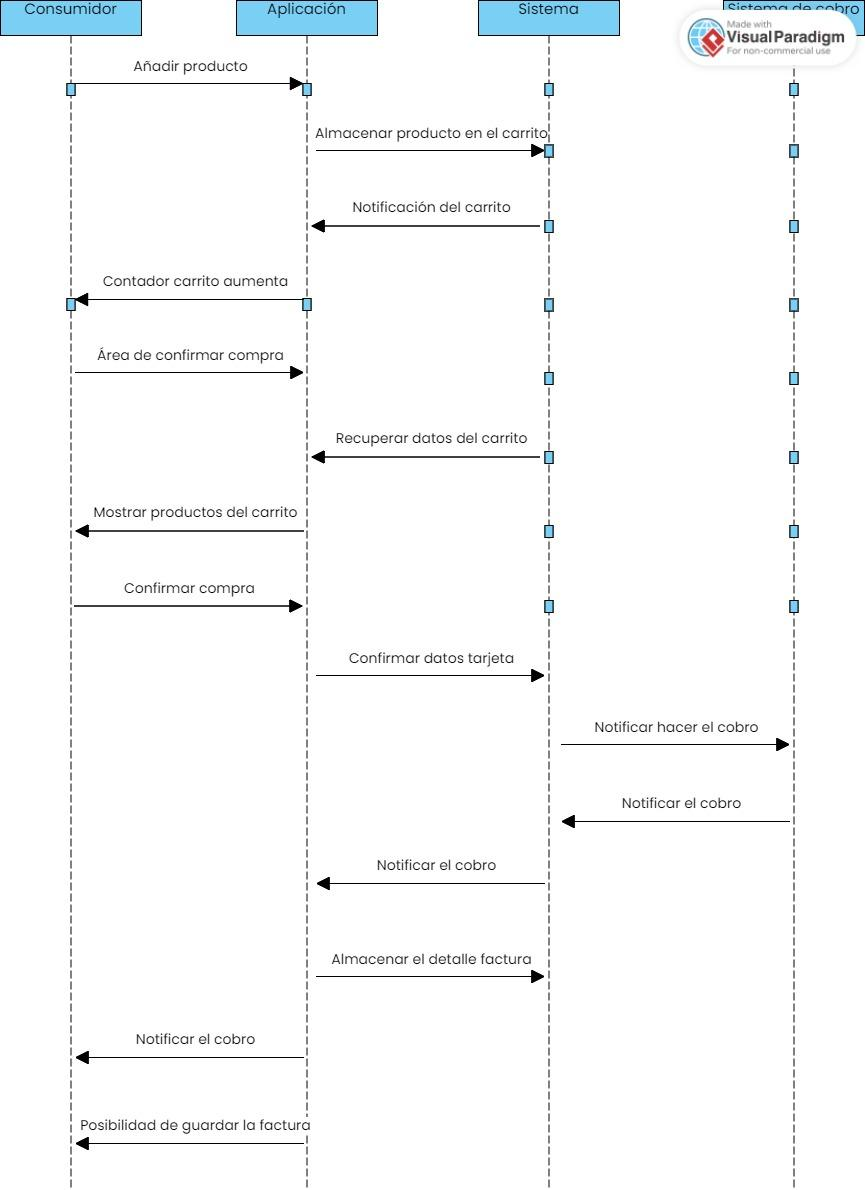 Consumidor
Aplicación
Sistema
Sistema de cobro
Made with
Visual Paradigm
For non-commercial use
Añadir producto
Almacenar producto en el carrito
Notificación del carrito
Contador carrito aumenta
Área de confirmar compra
Recuperar datos del carrito
Mostrar productos del carrito
Confirmar compra
Confirmar datos tarjeta
Notificar hacer el cobro
Notificar el cobro
Notificar el cobro
Almacenar el detalle factura
Notificar el cobro
Posibilidad de guardar la factura